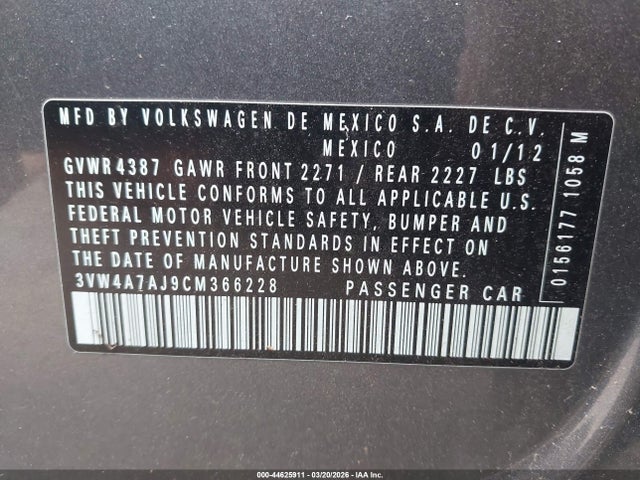 MFD BY VOLKSWAGEN DE MEXICO S.A. DE C.V.
MEXICO 01/12
GVWR 4387 GAWR FRONT 2271 / REAR 2227 LBS
THIS VEHICLE CONFORMS TO ALL APPLICABLE U.S.
FEDERAL MOTOR VEHICLE SAFETY, BUMPER AND
THEFT PREVENTION STANDARDS IN EFFECT ON
THE DATE OF MANUFACTURE SHOWN ABOVE.
3VW4A7AJ9CM366228 PASSENGER CAR
0156177 1058 M
000-44625911 - 03/20/2026 - IAA Inc.